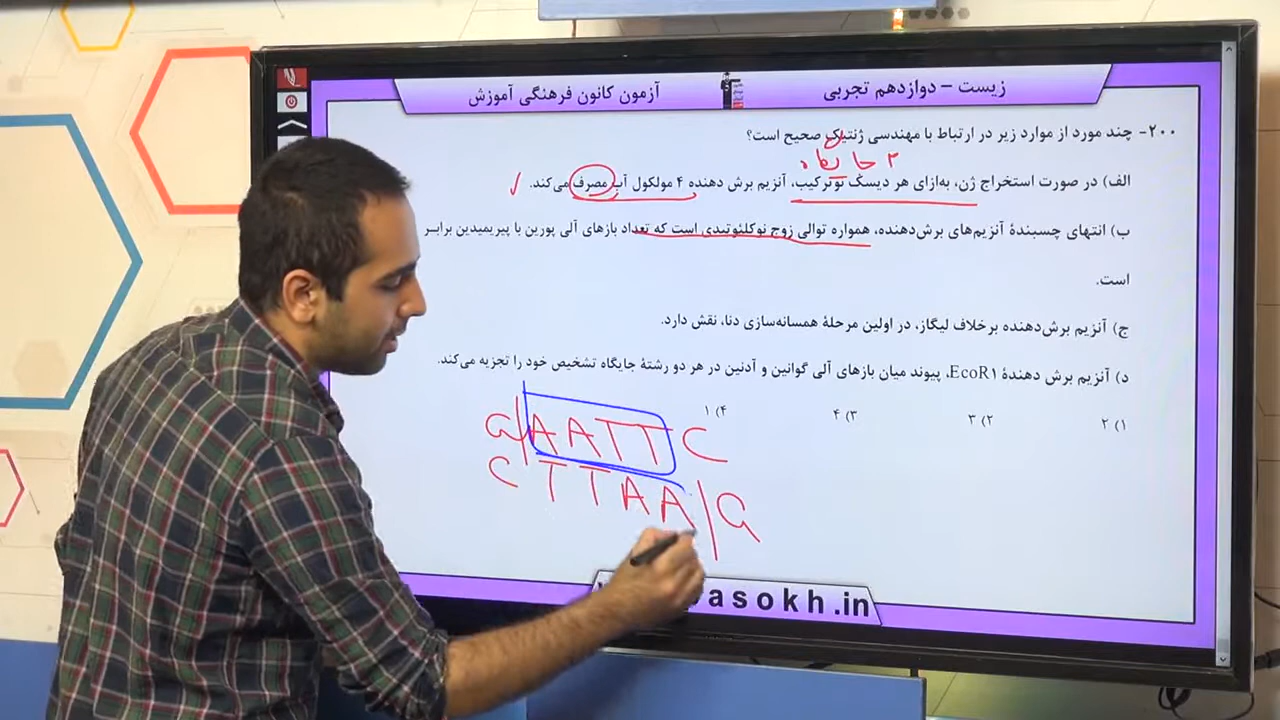 زیست – دوازدهم تجربی
آزمون کانون فرهنگی آموزش
۲۰۰- چند مورد از موارد زیر در ارتباط با مهندسی ژنتیک صحیح است؟
۲ جایگاه
الف) در صورت استخراج ژن، به‌ازای هر دیسک نوترکیب، آنزیم برش دهنده ۴ مولکول آب مصرف می‌کند.
ب) انتهای چسبندهٔ آنزیم‌های برش‌دهنده، همواره توالی زوج نوکلئوتیدی است که تعداد بازهای آلی پورین با پیریمیدین برابر
است.
ج) آنزیم برش‌دهنده برخلاف لیگاز، در اولین مرحلهٔ همسانه‌سازی دنا، نقش دارد.
د) آنزیم برش دهندهٔ EcoR۱، پیوند میان بازهای آلی گوانین و آدنین در هر دو رشتهٔ جایگاه تشخیص خود را تجزیه می‌کند.
۱) ۲ ۲) ۳ ۳) ۴ ۴) ۱
G|AATTC
CTTAA|G
asokh.in